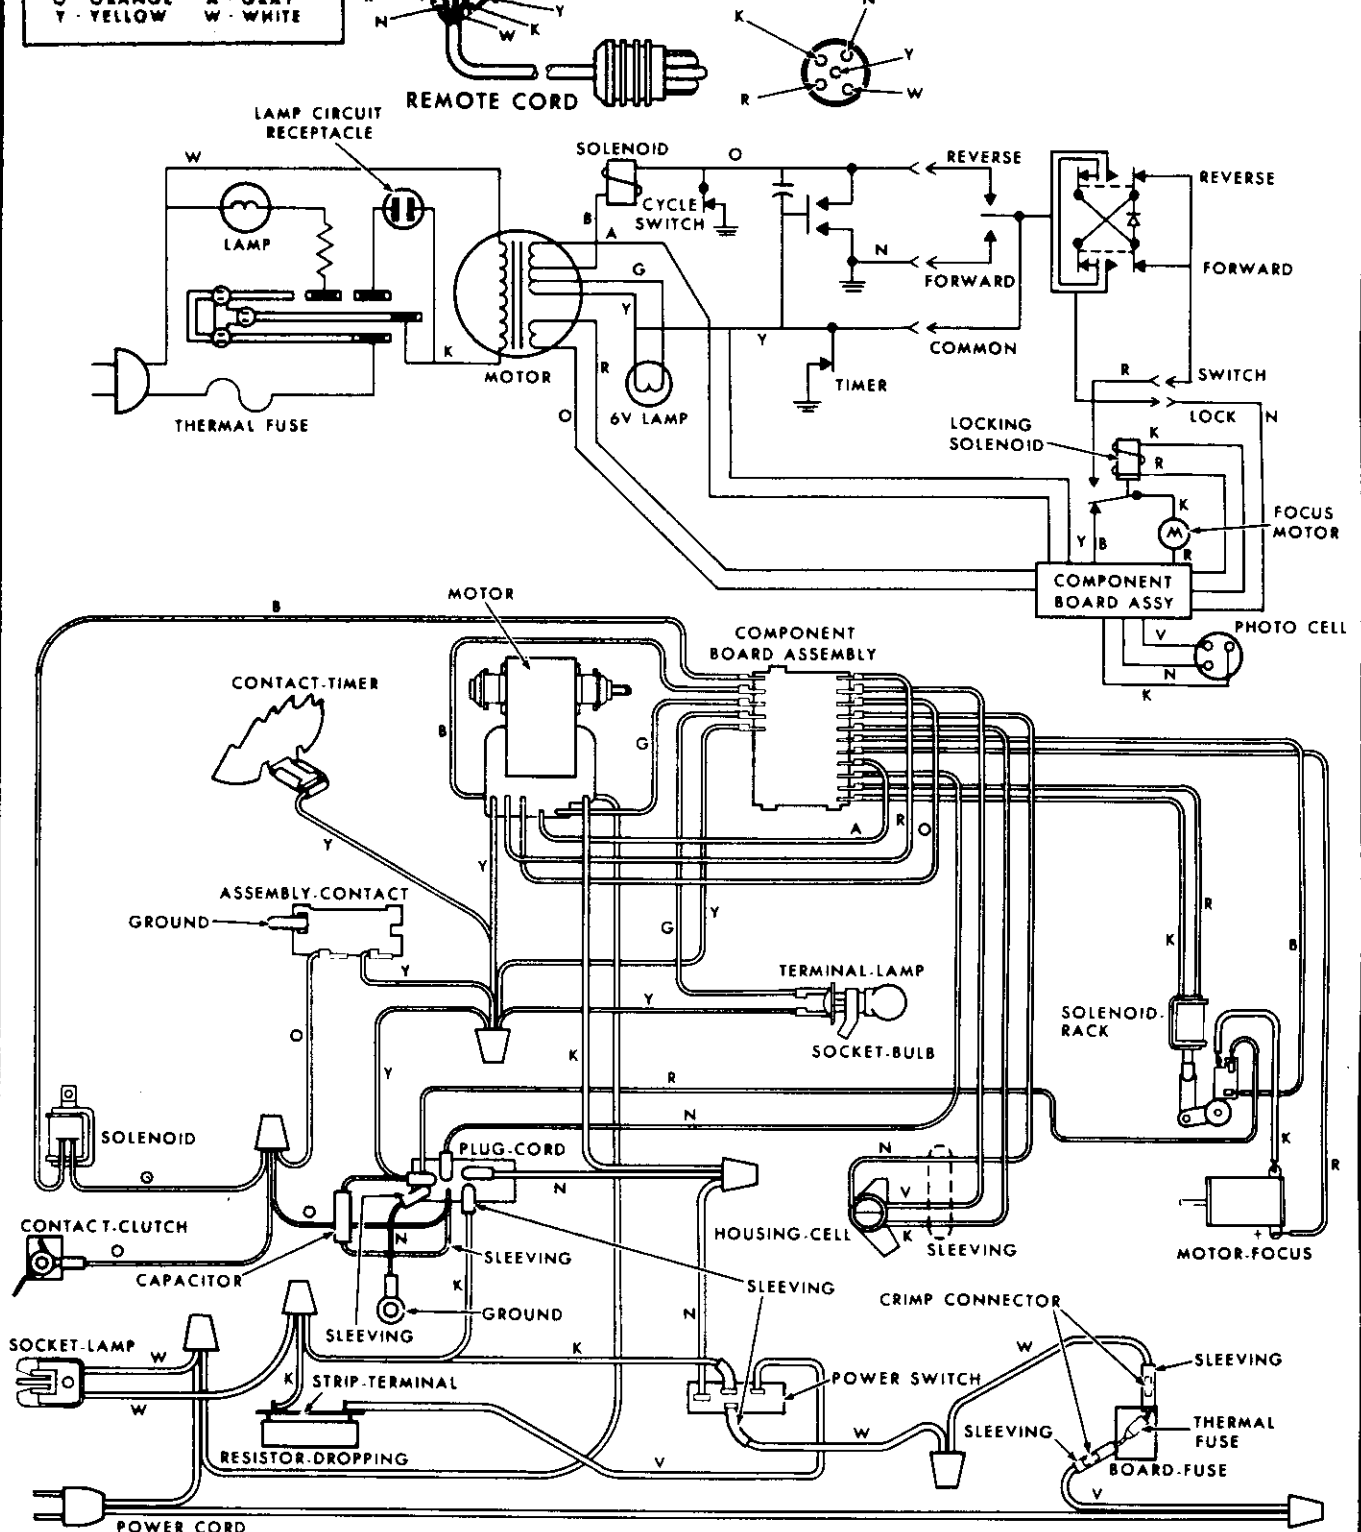 Y - YELLOW W - WHITE
N
W
K
Y
K
N
Y
R
W
REMOTE CORD
LAMP CIRCUIT
RECEPTACLE
W
SOLENOID
O
REVERSE
REVERSE
LAMP
B
CYCLE
SWITCH
A
G
N
FORWARD
FORWARD
Y
Y
COMMON
K
MOTOR
R
TIMER
R
SWITCH
THERMAL FUSE
O
6V LAMP
LOCK
N
LOCKING
SOLENOID
K
R
K
FOCUS
MOTOR
M
Y
B
R
COMPONENT
BOARD ASSY
B
MOTOR
COMPONENT
BOARD ASSEMBLY
V
PHOTO CELL
N
K
CONTACT-TIMER
B
G
A
R
O
Y
Y
ASSEMBLY-CONTACT
GROUND
Y
G
Y
R
K
B
TERMINAL-LAMP
Y
SOLENOID-
RACK
SOCKET-BULB
O
K
Y
R
N
SOLENOID
PLUG-CORD
K
N
R
O
N
V
K
CONTACT-CLUTCH
O
O
N
HOUSING-CELL
SLEEVING
+
MOTOR-FOCUS
CAPACITOR
SLEEVING
K
SLEEVING
GROUND
N
CRIMP CONNECTOR
SLEEVING
SOCKET-LAMP
W
K
W
SLEEVING
K
STRIP-TERMINAL
POWER SWITCH
W
SLEEVING
W
THERMAL
FUSE
RESISTOR-DROPPING
V
BOARD-FUSE
V
POWER CORD